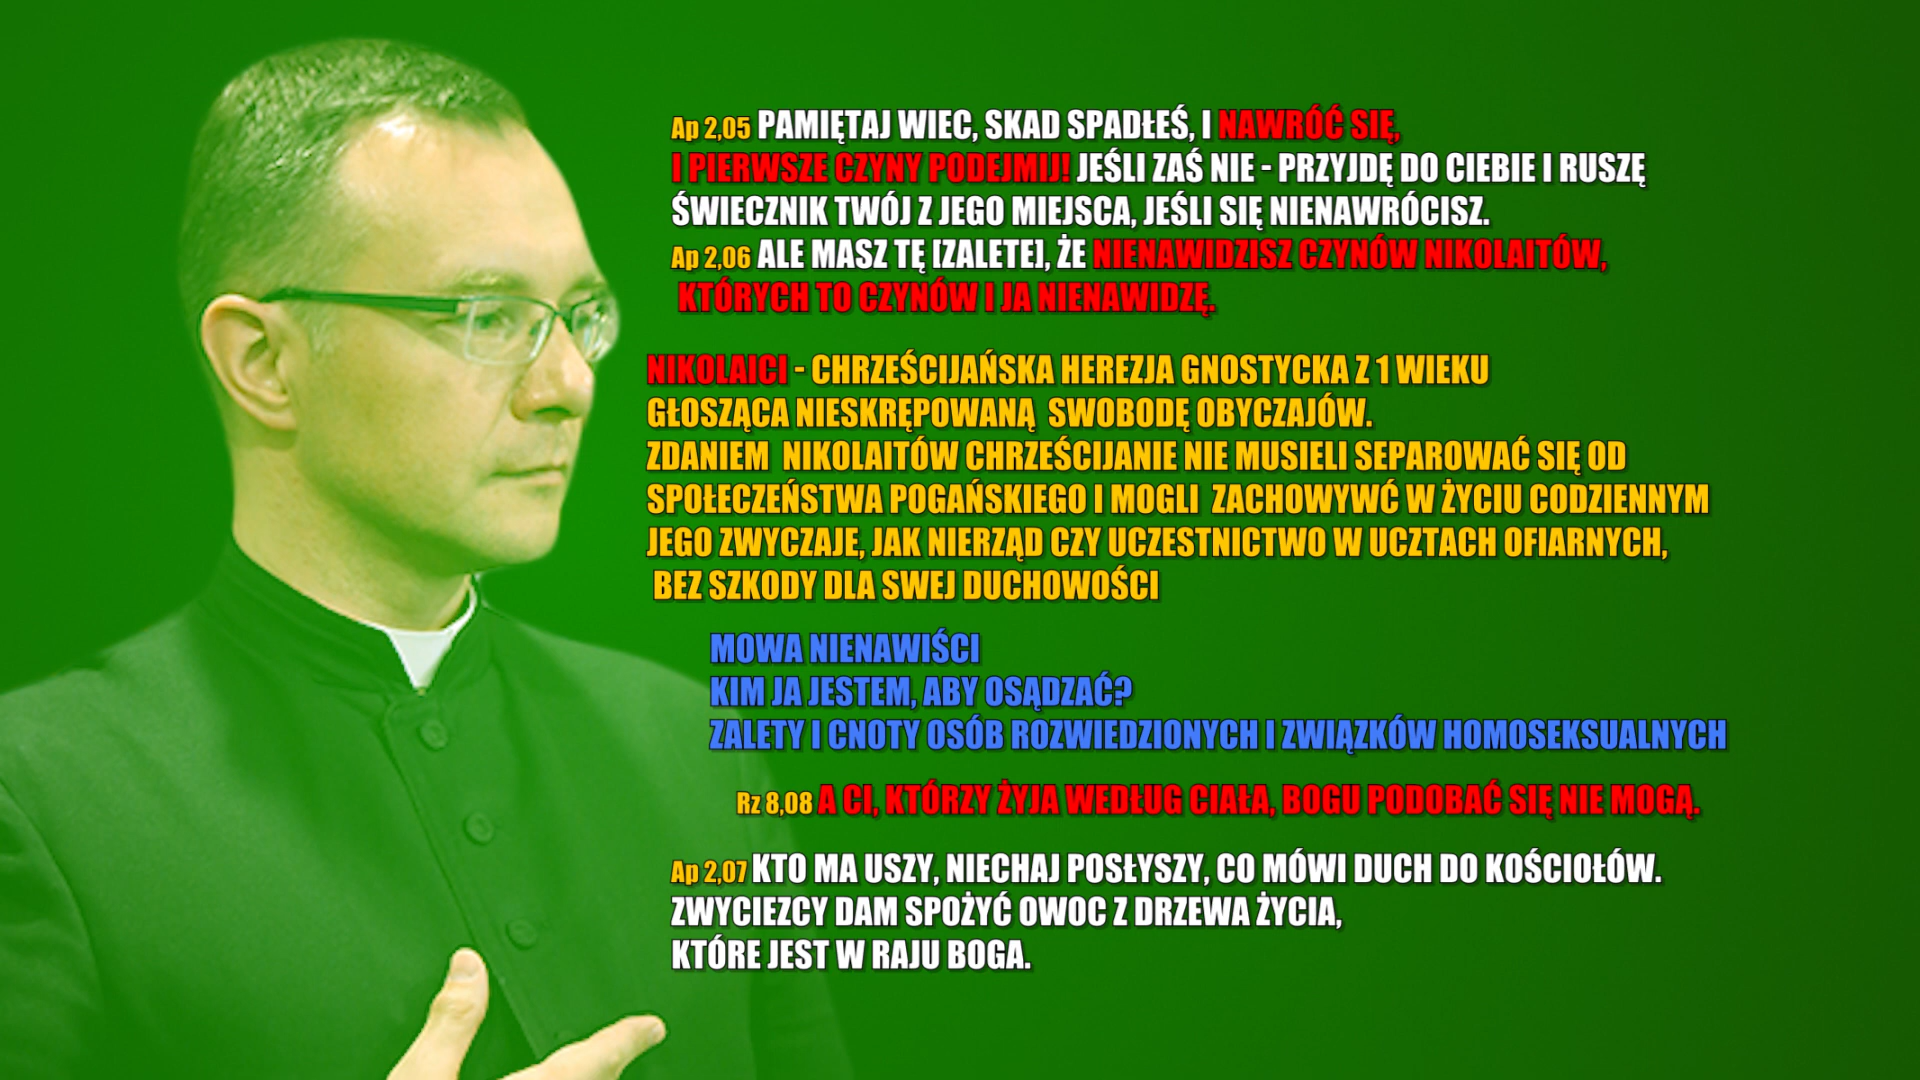 Ap 2,05 PAMIĘTAJ WIEC, SKAD SPADŁEŚ, I NAWRÓĆ SIĘ,
I PIERWSZE CZYNY PODEJMIJ! JEŚLI ZAŚ NIE - PRZYJDĘ DO CIEBIE I RUSZĘ
ŚWIECZNIK TWÓJ Z JEGO MIEJSCA, JEŚLI SIĘ NIENAWRÓCISZ.
Ap 2,06 ALE MASZ TĘ [ZALETE], ŻE NIENAWIDZISZ CZYNÓW NIKOLAITÓW,
KTÓRYCH TO CZYNÓW I JA NIENAWIDZĘ.
NIKOLAICI - CHRZEŚCIJAŃSKA HEREZJA GNOSTYCKA Z 1 WIEKU
GŁOSZĄCA NIESKRĘPOWANĄ SWOBODĘ OBYCZAJÓW.
ZDANIEM NIKOLAITÓW CHRZEŚCIJANIE NIE MUSIELI SEPAROWAĆ SIĘ OD
SPOŁECZEŃSTWA POGAŃSKIEGO I MOGLI ZACHOWYWĆ W ŻYCIU CODZIENNYM
JEGO ZWYCZAJE, JAK NIERZĄD CZY UCZESTNICTWO W UCZTACH OFIARNYCH,
BEZ SZKODY DLA SWEJ DUCHOWOŚCI
MOWA NIENAWIŚCI
KIM JA JESTEM, ABY OSĄDZAĆ?
ZALETY I CNOTY OSÓB ROZWIEDZIONYCH I ZWIĄZKÓW HOMOSEKSUALNYCH
Rz 8,08 A CI, KTÓRZY ŻYJA WEDŁUG CIAŁA, BOGU PODOBAĆ SIĘ NIE MOGĄ.
Ap 2,07 KTO MA USZY, NIECHAJ POSŁYSZY, CO MÓWI DUCH DO KOŚCIOŁÓW.
ZWYCIEZCY DAM SPOŻYĆ OWOC Z DRZEWA ŻYCIA,
KTÓRE JEST W RAJU BOGA.